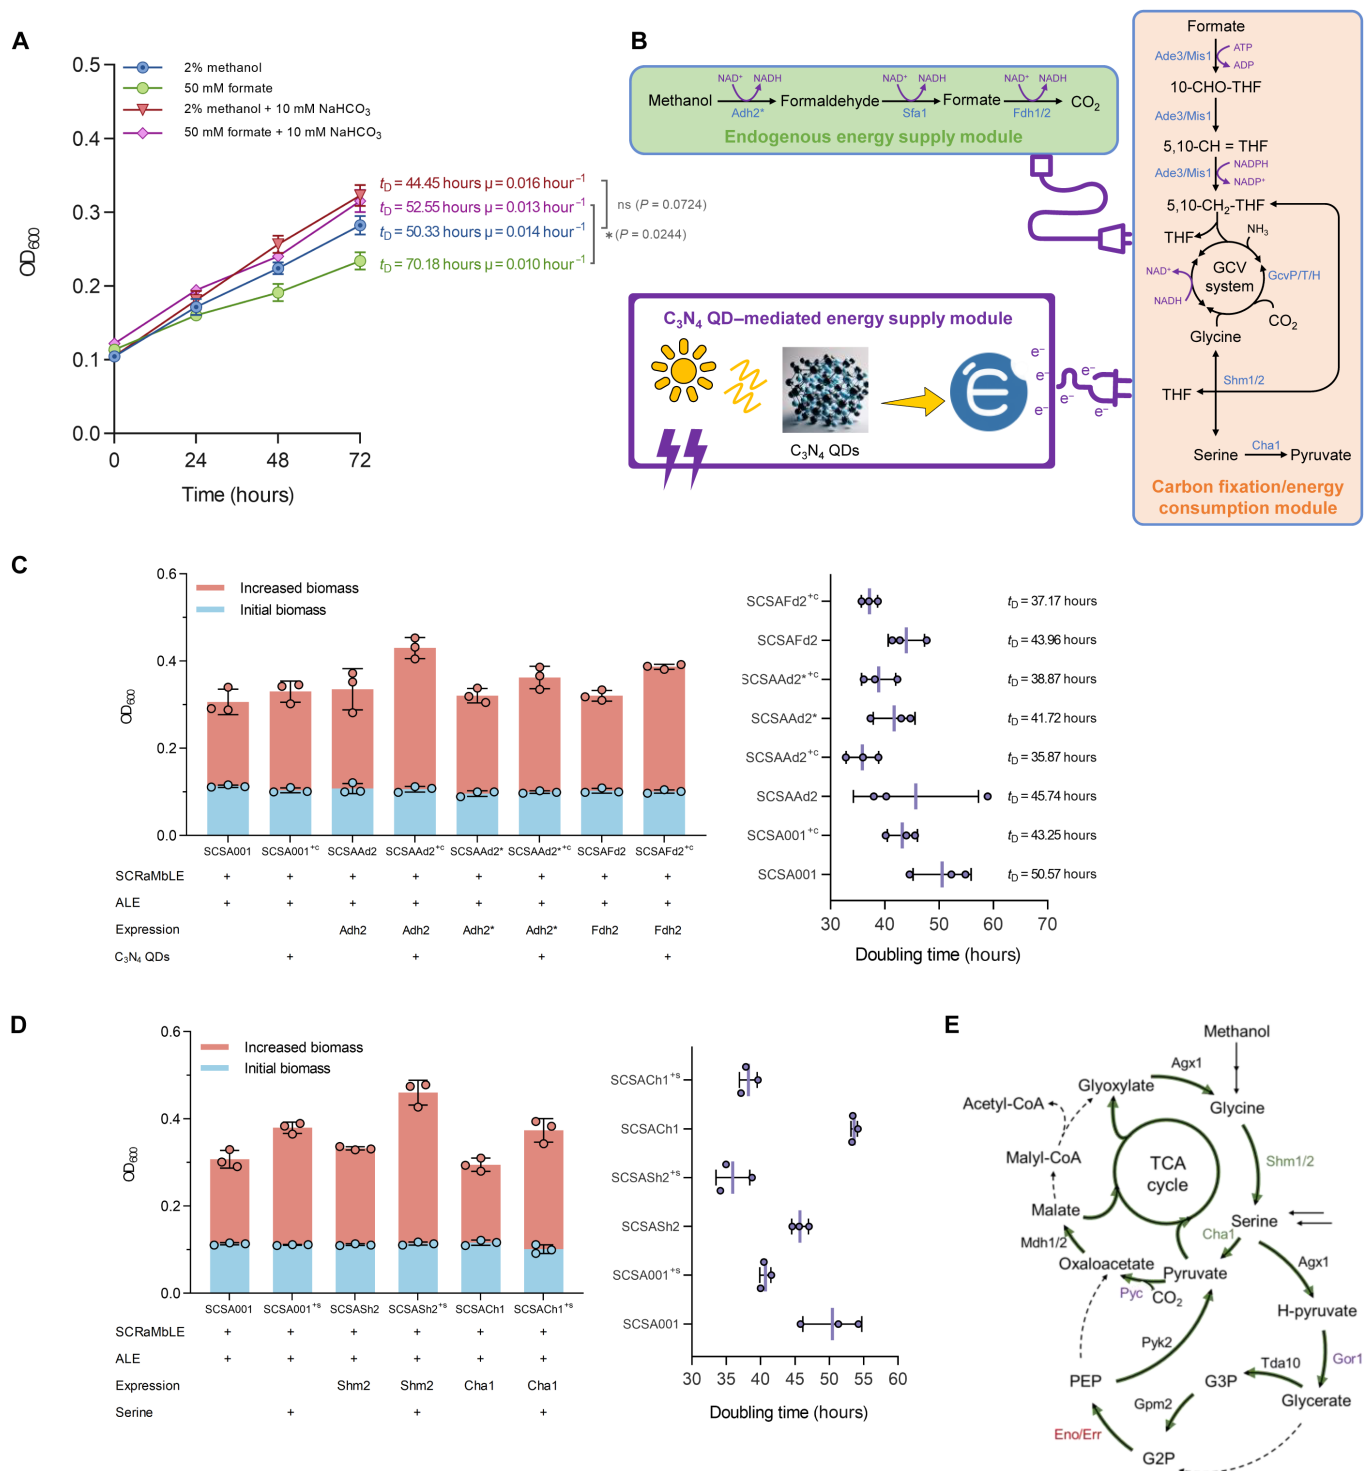 A
0.5
0.4
0.3
0.2
0.1
0.0
OD600
0
24
48
72
Time (hours)
2% methanol
50 mM formate
2% methanol + 10 mM NaHCO3
50 mM formate + 10 mM NaHCO3
tD = 44.45 hours µ = 0.016 hour−1
tD = 52.55 hours µ = 0.013 hour−1
tD = 50.33 hours µ = 0.014 hour−1
tD = 70.18 hours µ = 0.010 hour−1
ns (P = 0.0724)
*(P = 0.0244)
B
NAD+ NADH NAD+ NADH NAD+ NADH
Methanol Formaldehyde Formate CO2
Adh2* Sfa1 Fdh1/2
Endogenous energy supply module
C3N4 QD–mediated energy supply module
C3N4 QDs
e−
e−
e−
e−
e−
e−
Formate
Ade3/Mis1
ATP
ADP
10-CHO-THF
Ade3/Mis1
5,10-CH = THF
Ade3/Mis1
NADPH
NADP+
5,10-CH2-THF
THF
NH3
NAD+
NADH
GCV
system
GcvP/T/H
CO2
Glycine
Shm1/2
THF
Serine
Cha1
Pyruvate
Carbon fixation/energy
consumption module
C
0.6
0.4
0.2
0.0
OD600
Increased biomass
Initial biomass
SCSA001 SCSA001+c SCSAAd2 SCSAAd2+c SCSAAd2* SCSAAd2*+c SCSAFd2 SCSAFd2+c
SCRaMbLE + + + + + + + +
ALE + + + + + + + +
Expression Adh2 Adh2 Adh2* Adh2* Fdh2 Fdh2
C3N4 QDs + + + +
SCSAFd2+c tD = 37.17 hours
SCSAFd2 tD = 43.96 hours
SCSAAd2*+c tD = 38.87 hours
SCSAAd2* tD = 41.72 hours
SCSAAd2+c tD = 35.87 hours
SCSAAd2 tD = 45.74 hours
SCSA001+c tD = 43.25 hours
SCSA001 tD = 50.57 hours
30 40 50 60 70
Doubling time (hours)
D
0.6
0.4
0.2
0.0
OD600
Increased biomass
Initial biomass
SCSA001 SCSA001+s SCSASh2 SCSASh2+s SCSACh1 SCSACh1+s
SCRaMbLE + + + + + +
ALE + + + + + +
Expression Shm2 Shm2 Cha1 Cha1
Serine + + +
SCSACh1+s
SCSACh1
SCSASh2+s
SCSASh2
SCSA001+s
SCSA001
30 35 40 45 50 55 60
Doubling time (hours)
E
Methanol
Agx1
Glyoxylate
Acetyl-CoA
Glycine
Malyl-CoA
TCA
cycle
Shm1/2
Malate
Serine
Cha1
Mdh1/2
Oxaloacetate
Pyruvate
Agx1
Pyc
CO2
H-pyruvate
Pyk2
Gor1
Tda10
PEP
G3P
Glycerate
Gpm2
Eno/Err
G2P